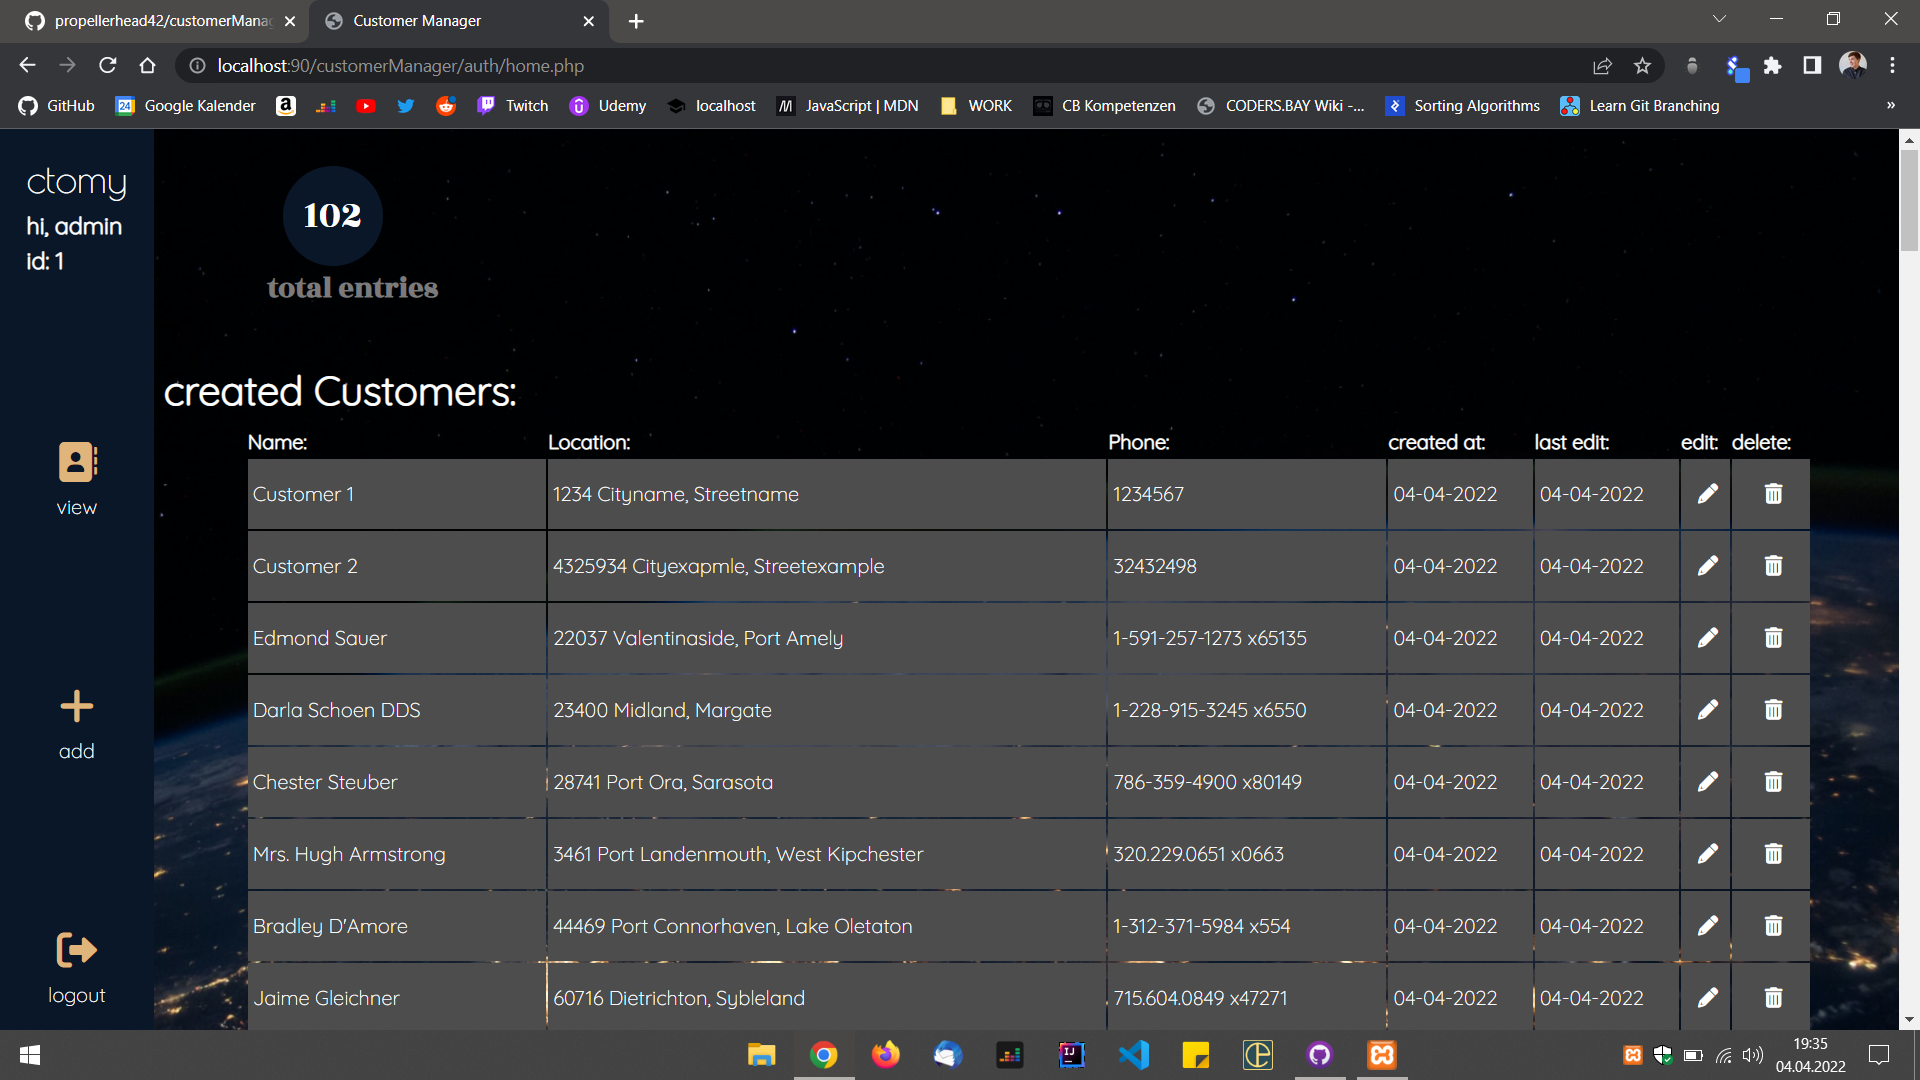 propellerhead42/customerManag
Customer Manager
localhost:90/customerManager/auth/home.php
GitHub
24 Google Kalender
Twitch
Udemy
localhost
JavaScript | MDN
WORK
CB Kompetenzen
CODERS.BAY Wiki -...
Sorting Algorithms
Learn Git Branching
»
ctomy
hi, admin
id: 1
view
add
logout
102
total entries
created Customers:
Name: Location: Phone: created at: last edit: edit: delete:
Customer 1 1234 Cityname, Streetname 1234567 04-04-2022 04-04-2022
Customer 2 4325934 Cityexapmle, Streetexample 32432498 04-04-2022 04-04-2022
Edmond Sauer 22037 Valentinaside, Port Amely 1-591-257-1273 x65135 04-04-2022 04-04-2022
Darla Schoen DDS 23400 Midland, Margate 1-228-915-3245 x6550 04-04-2022 04-04-2022
Chester Steuber 28741 Port Ora, Sarasota 786-359-4900 x80149 04-04-2022 04-04-2022
Mrs. Hugh Armstrong 3461 Port Landenmouth, West Kipchester 320.229.0651 x0663 04-04-2022 04-04-2022
Bradley D'Amore 44469 Port Connorhaven, Lake Oletaton 1-312-371-5984 x554 04-04-2022 04-04-2022
Jaime Gleichner 60716 Dietrichton, Sybleland 715.604.0849 x47271 04-04-2022 04-04-2022
19:35
04.04.2022